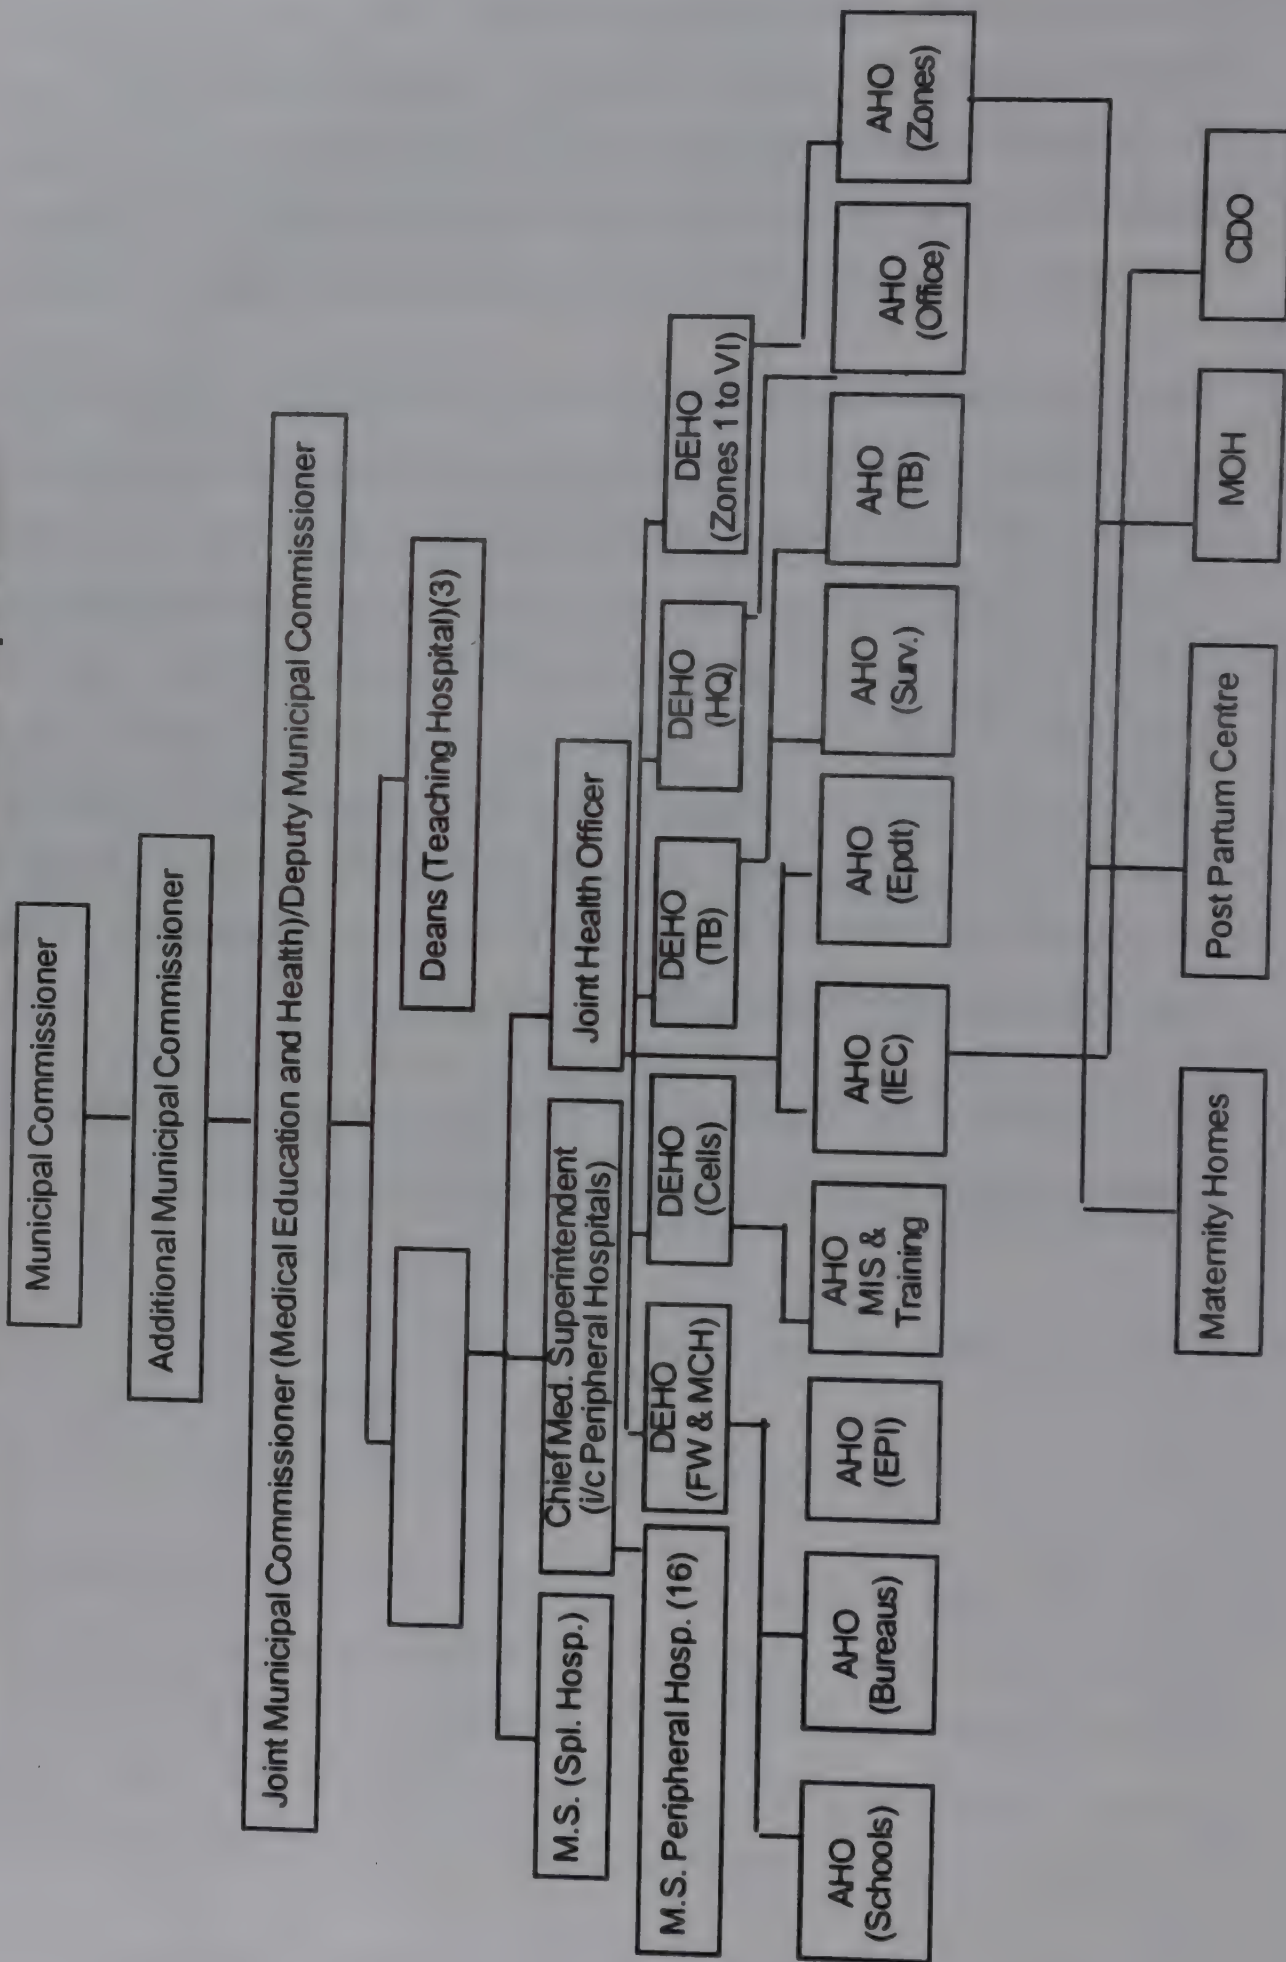 Municipal Commissioner
Additional Municipal Commissioner
Joint Municipal Commissioner (Medical Education and Health)/Deputy Municipal Commissioner
Deans (Teaching Hospital)(3)
M.S. (Spl. Hosp.)
Chief Med. Superintendent
(i/c Peripheral Hospitals)
Joint Health Officer
M.S. Peripheral Hosp. (16)
DEHO
(FW & MCH)
DEHO
(Cells)
DEHO
(TB)
DEHO
(HQ)
DEHO
(Zones 1 to VI)
AHO
(Schools)
AHO
(Bureaus)
AHO
(EPI)
AHO
MIS &
Training
AHO
(IEC)
AHO
(Epdt)
AHO
(Surv.)
AHO
(TB)
AHO
(Office)
AHO
(Zones)
Maternity Homes
Post Partum Centre
MOH
CDO